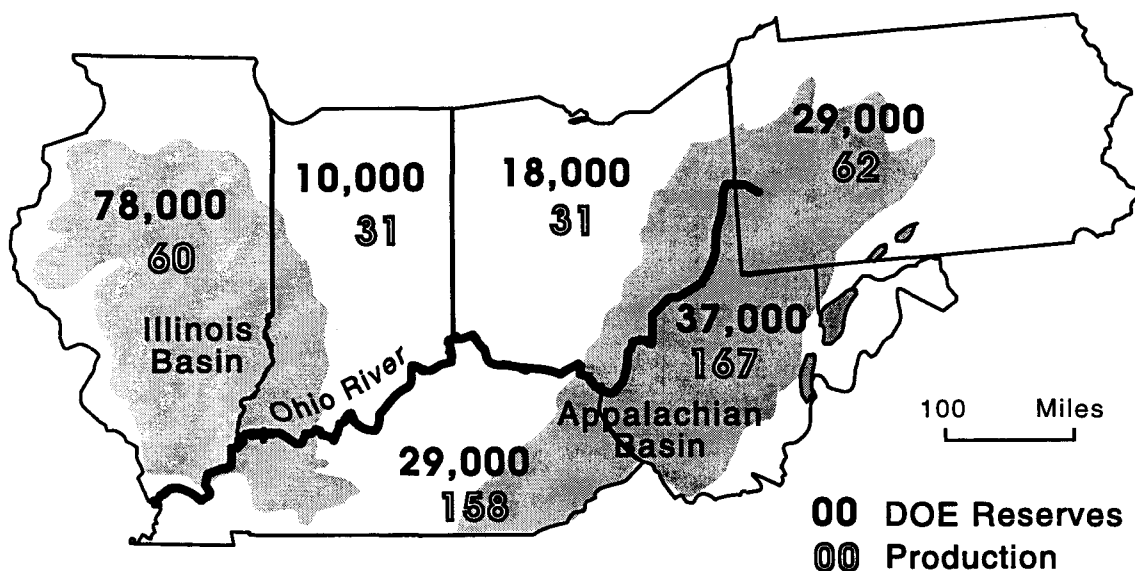 29,000
62
10,000
31
18,000
31
78,000
60
Illinois
Basin
37,000
167
Ohio River
Appalachian
Basin
100 Miles
29,000
158
00 DOE Reserves
00 Production